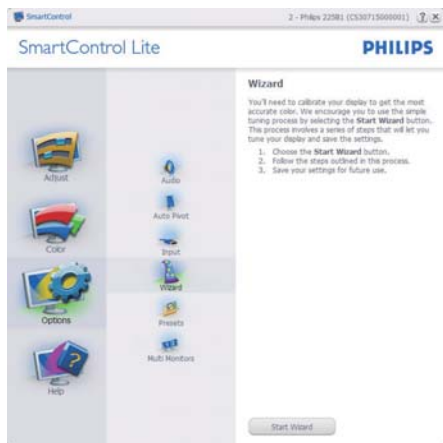 SmartControl
2 - Philips 225B1 (CS30715000001)
SmartControl Lite
PHILIPS
Adjust
Color
Options
Help
Audio
Auto Pivot
Input
Wizard
Presets
Multi Monitors
Wizard
You'll need to calibrate your display to get the most
accurate color. We encourage you to use the simple
tuning process by selecting the Start Wizard button.
This process involves a series of steps that will let you
tune your display and save the settings.
1. Choose the Start Wizard button.
2. Follow the steps outlined in this process.
3. Save your settings for future use.
Start Wizard